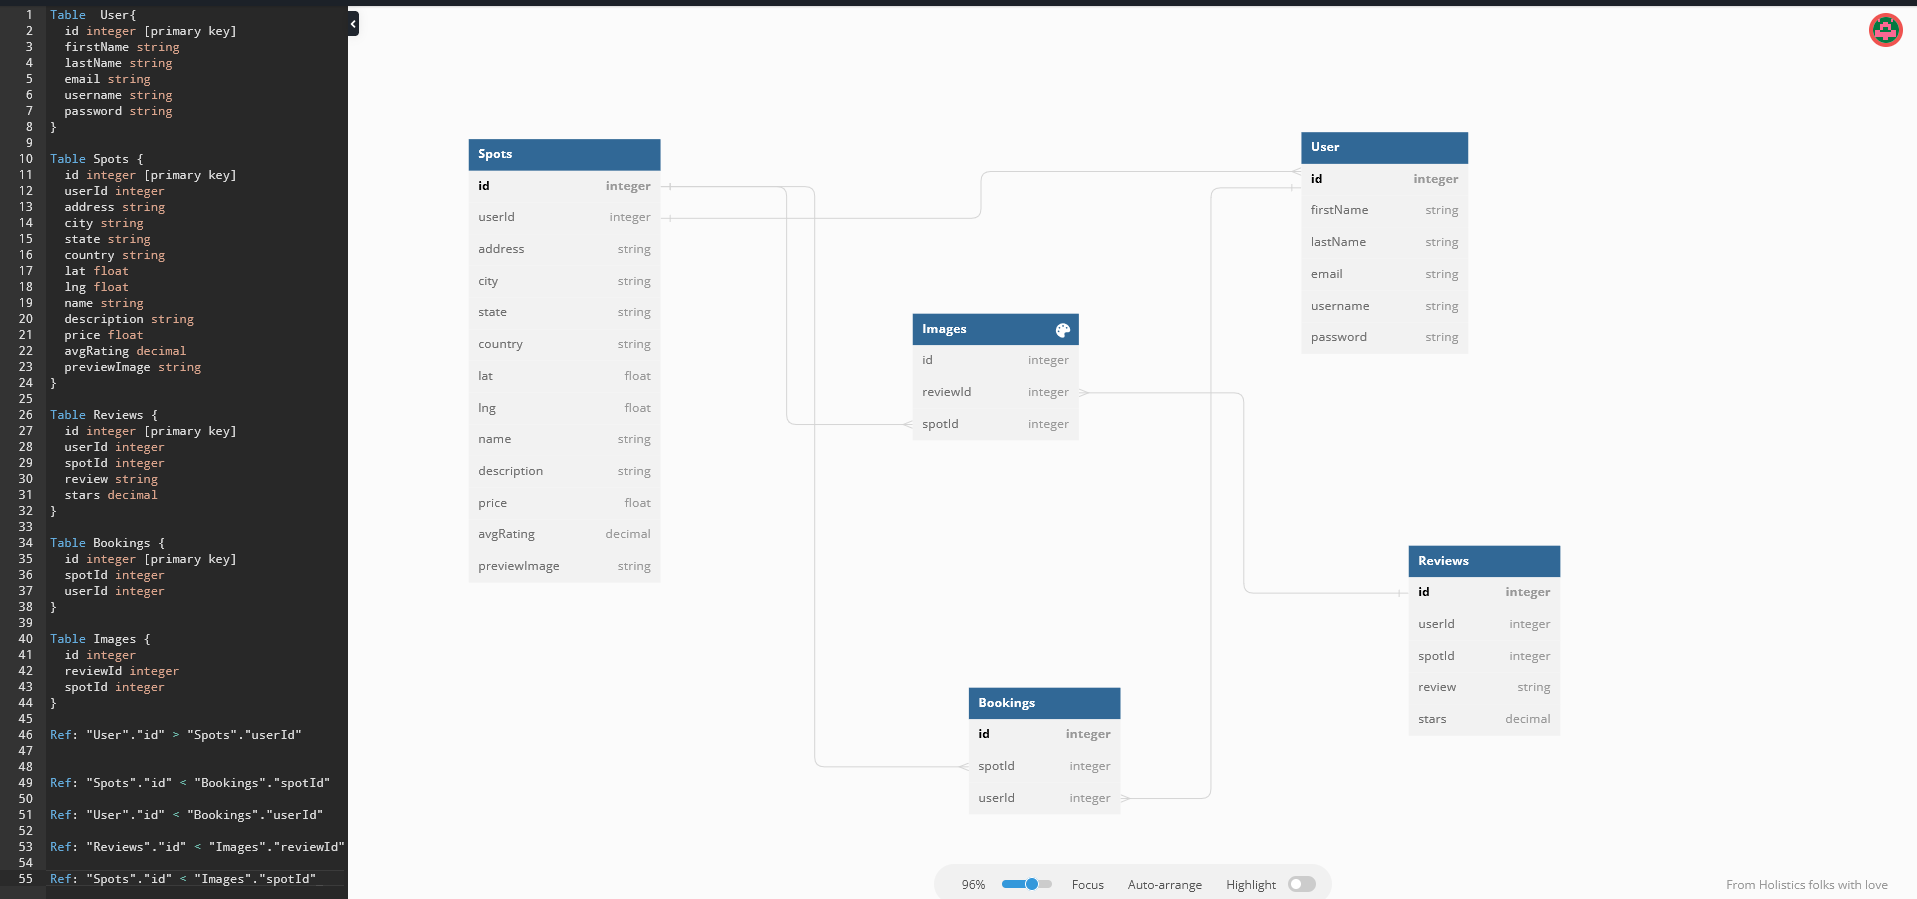 1 Table  User{
2   id integer [primary key]
3   firstName string
4   lastName string
5   email string
6   username string
7   password string
8 }
9
10 Table Spots {
11   id integer [primary key]
12   userId integer
13   address string
14   city string
15   state string
16   country string
17   lat float
18   lng float
19   name string
20   description string
21   price float
22   avgRating decimal
23   previewImage string
24 }
25
26 Table Reviews {
27   id integer [primary key]
28   userId integer
29   spotId integer
30   review string
31   stars decimal
32 }
33
34 Table Bookings {
35   id integer [primary key]
36   spotId integer
37   userId integer
38 }
39
40 Table Images {
41   id integer
42   reviewId integer
43   spotId integer
44 }
45
46 Ref: "User"."id" > "Spots"."userId"
47
48
49 Ref: "Spots"."id" < "Bookings"."spotId"
50
51 Ref: "User"."id" < "Bookings"."userId"
52
53 Ref: "Reviews"."id" < "Images"."reviewId"
54
55 Ref: "Spots"."id" < "Images"."spotId"
Spots
id integer
userId integer
address string
city string
state string
country string
lat float
lng float
name string
description string
price float
avgRating decimal
previewImage string
User
id integer
firstName string
lastName string
email string
username string
password string
Images
id integer
reviewId integer
spotId integer
Reviews
id integer
userId integer
spotId integer
review string
stars decimal
Bookings
id integer
spotId integer
userId integer
96% Focus Auto-arrange Highlight
From Holistics folks with love